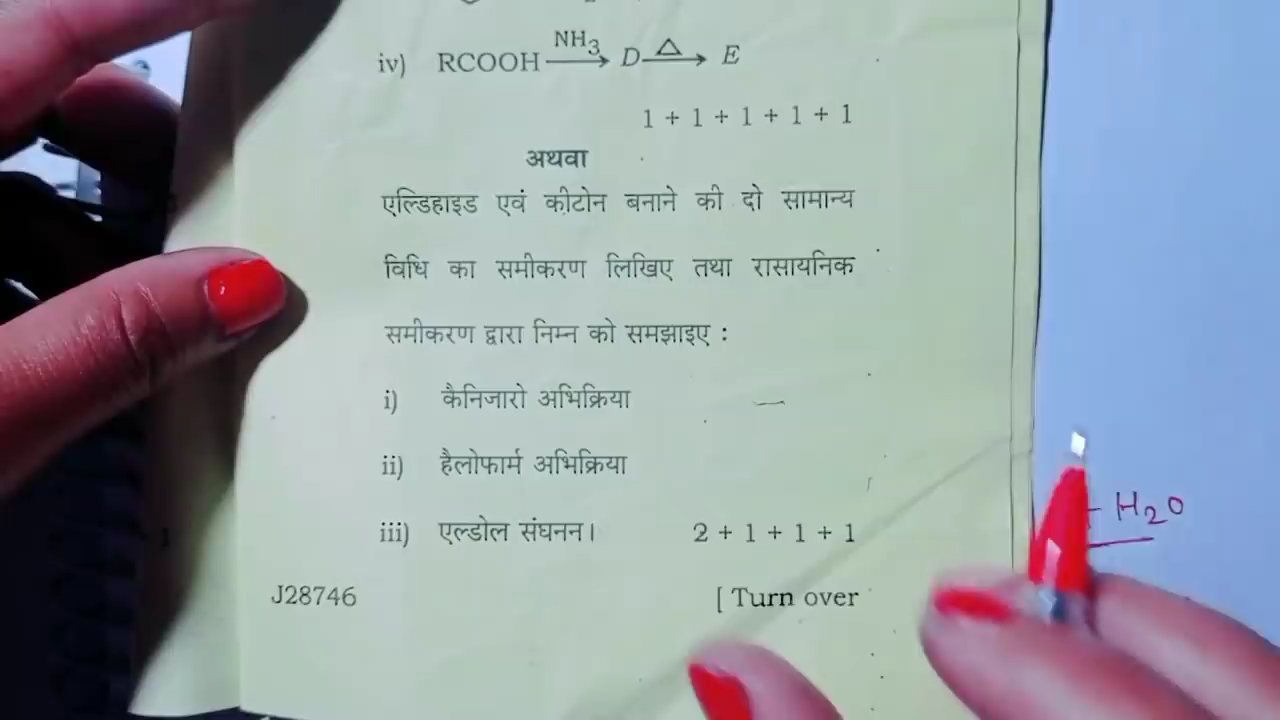 iv) RCOOH NH3 D △ E
1 + 1 + 1 + 1 + 1
अथवा
एल्डिहाइड एवं कीटोन बनाने की दो सामान्य
विधि का समीकरण लिखिए तथा रासायनिक
समीकरण द्वारा निम्न को समझाइए :
i) कैनिजारो अभिक्रिया
ii) हैलोफार्म अभिक्रिया
iii) एल्डोल संघनन। 2 + 1 + 1 + 1
+ H2O
J28746 [ Turn over